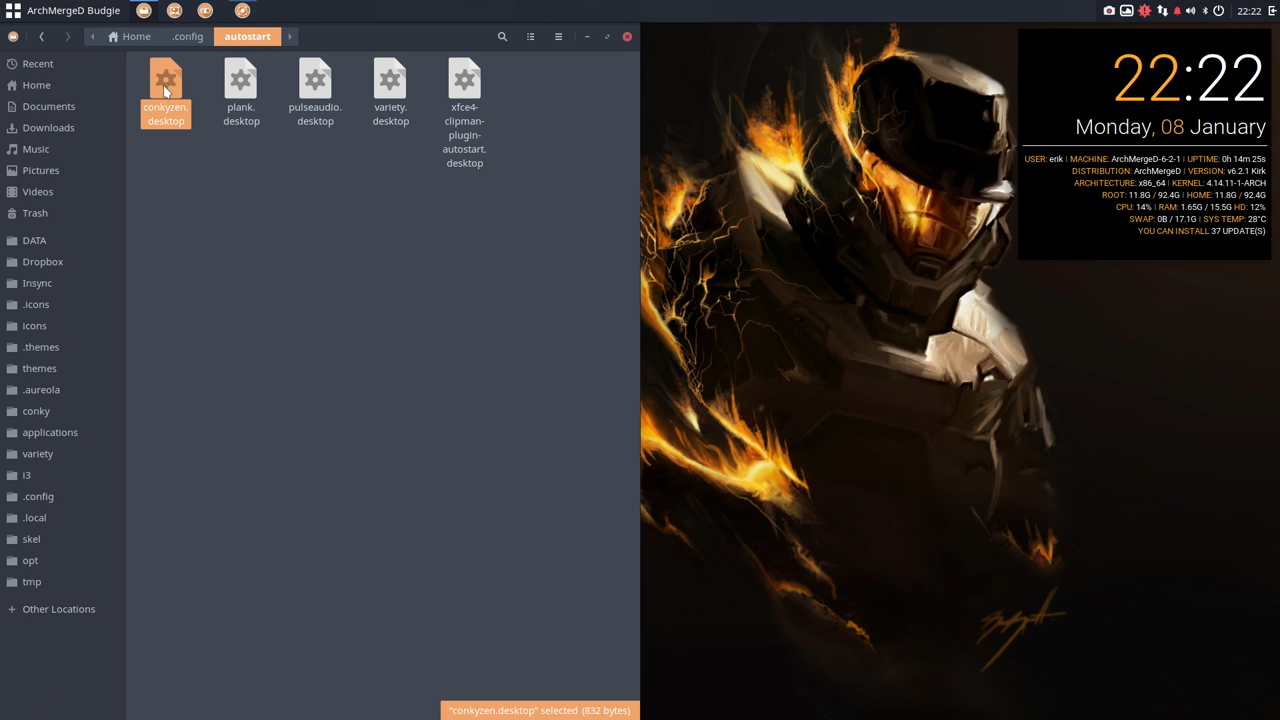 ArchMergeD Budgie
22:22
Home
.config
autostart
Recent
Home
Documents
Downloads
Music
Pictures
Videos
Trash
DATA
Dropbox
Insync
.icons
icons
.themes
themes
.aureola
conky
applications
variety
i3
.config
.local
skel
opt
tmp
Other Locations
conkyzen.
desktop
plank.
desktop
pulseaudio.
desktop
variety.
desktop
xfce4-
clipman-
plugin-
autostart.
desktop
"conkyzen.desktop" selected (832 bytes)
22:22
Monday, 08 January
USER: erik | MACHINE: ArchMergeD-6-2-1 | UPTIME: 0h 14m 25s
DISTRIBUTION: ArchMergeD | VERSION: v6.2.1 Kirk
ARCHITECTURE: x86_64 | KERNEL: 4.14.11-1-ARCH
ROOT: 11.8G / 92.4G | HOME: 11.8G / 92.4G
CPU: 14% | RAM: 1.65G / 15.5G HD: 12%
SWAP: 0B / 17.1G | SYS TEMP: 28°C
YOU CAN INSTALL 37 UPDATE(S)